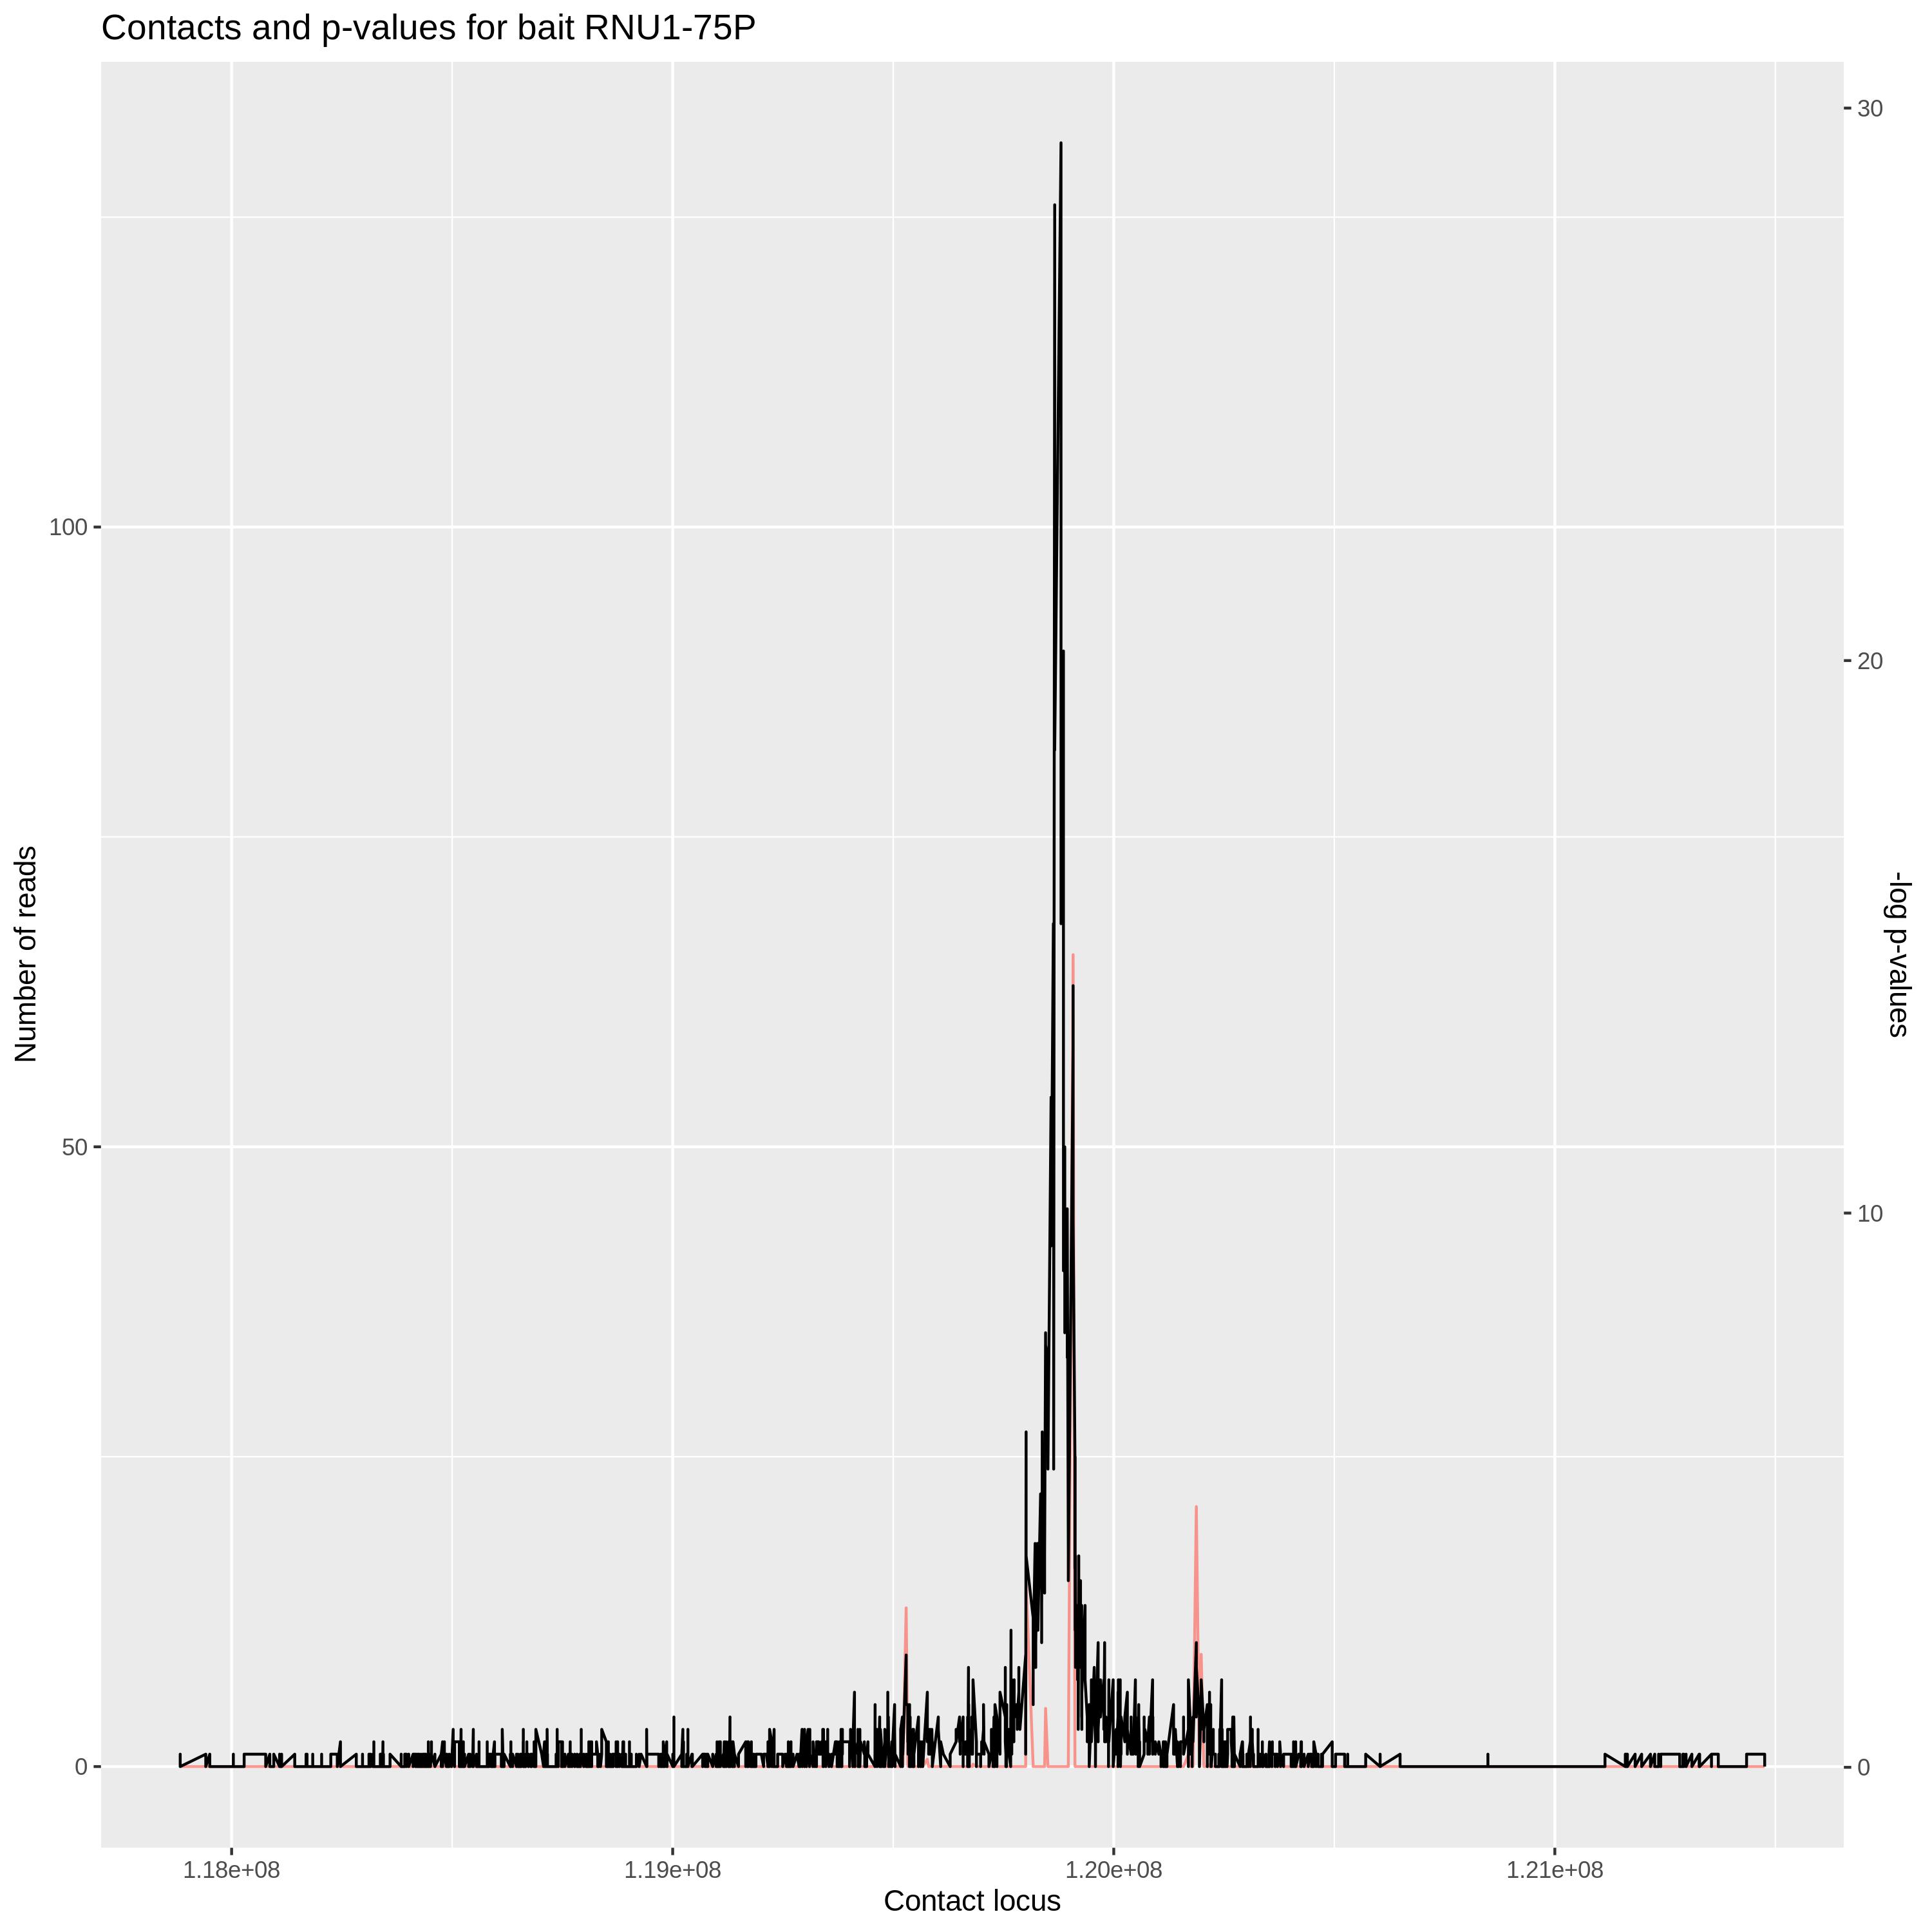 Contacts and p-values for bait RNU1-75P
Number of reads
100
50
0
30
20
10
0
-log p-values
1.18e+08
1.19e+08
1.20e+08
1.21e+08
Contact locus